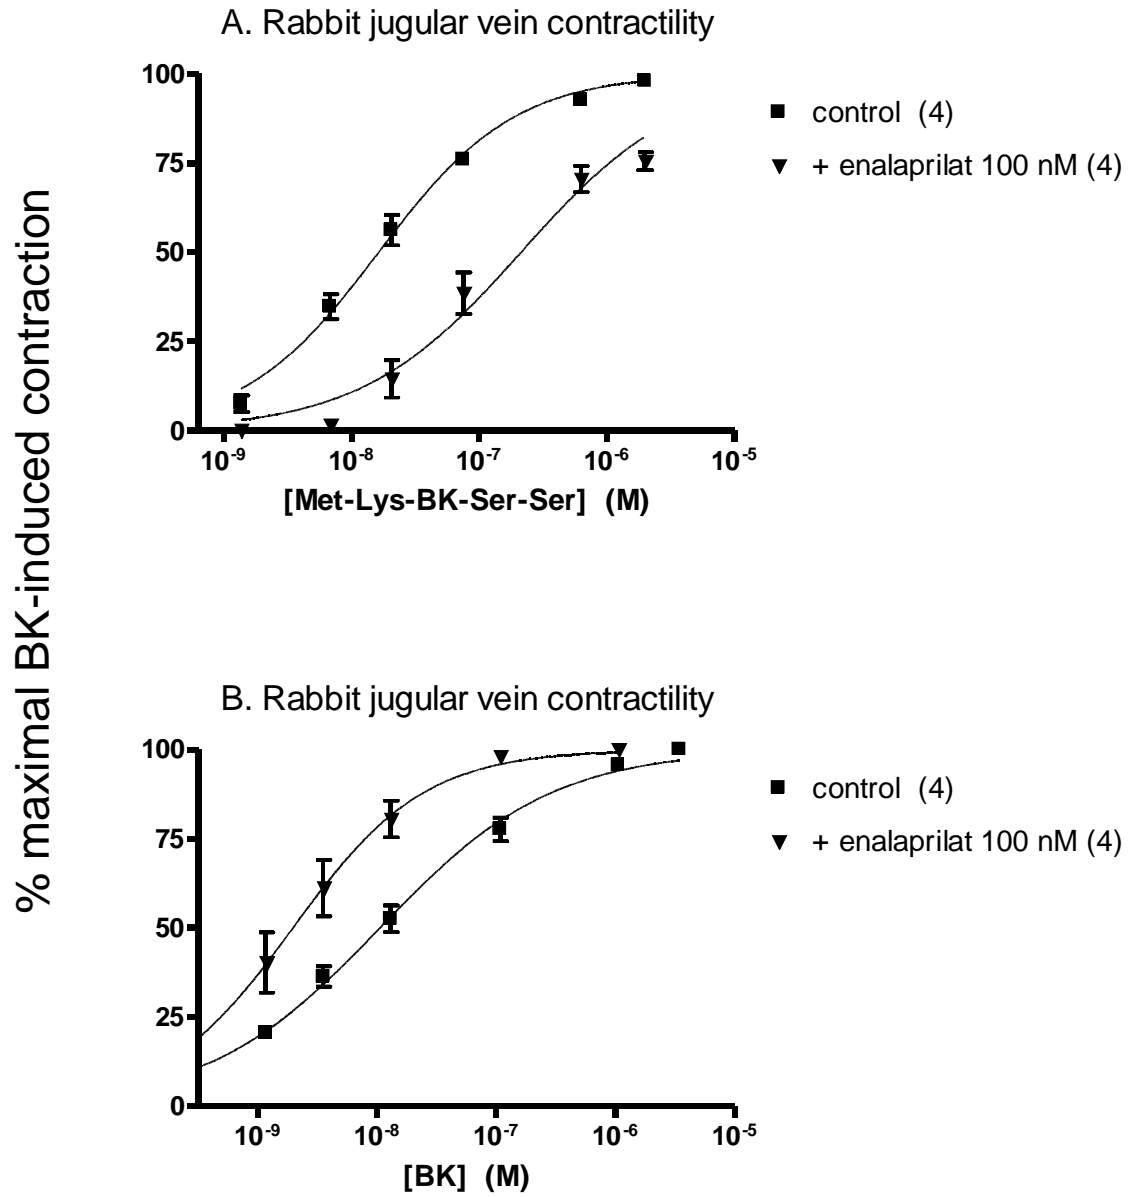 % maximal BK-induced contraction
A. Rabbit jugular vein contractility
100
75
50
25
0
10-9 10-8 10-7 10-6 10-5
[Met-Lys-BK-Ser-Ser] (M)
control (4)
+ enalaprilat 100 nM (4)
B. Rabbit jugular vein contractility
100
75
50
25
0
10-9 10-8 10-7 10-6 10-5
[BK] (M)
control (4)
+ enalaprilat 100 nM (4)